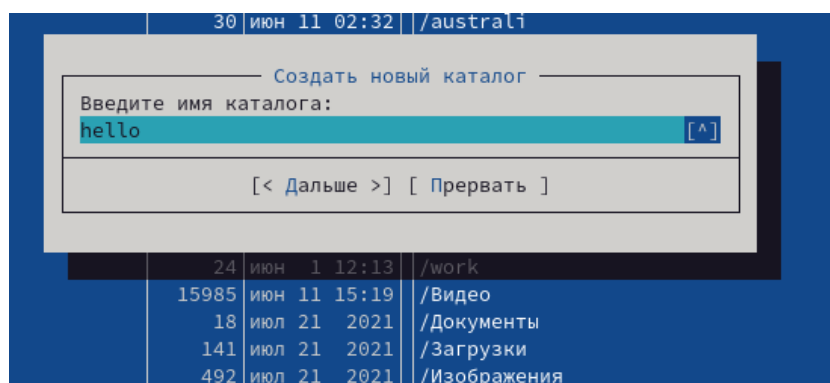 30 июн 11 02:32 /australi
Создать новый каталог
Введите имя каталога:
hello [^]
[< Дальше >] [ Прервать ]
24 июн 1 12:13 /work
15985 июн 11 15:19 /Видео
18 июл 21 2021 /Документы
141 июл 21 2021 /Загрузки
492 июл 21 2021 /Изображения